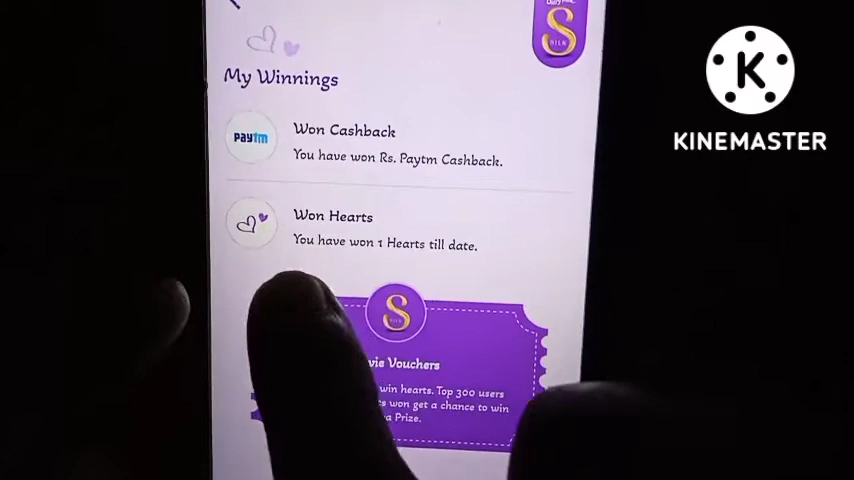 S
SILK
My Winnings
paytm
Won Cashback
You have won Rs. Paytm Cashback.
Won Hearts
You have won 1 Hearts till date.
S
Vouchers
win hearts. Top 300 users
won get a chance to win
Prize.
K
KINEMASTER